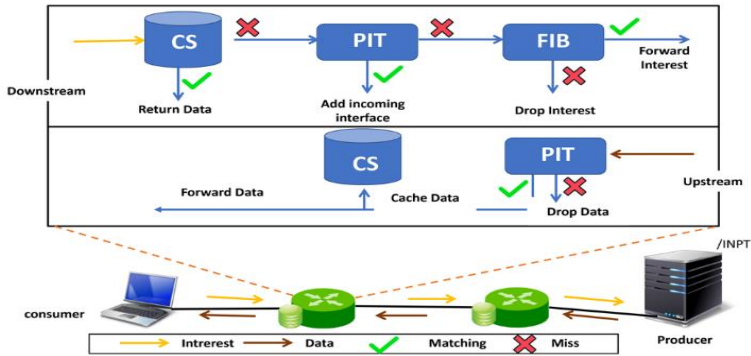 CS
PIT
FIB
Forward
Interest
Downstream
Return Data
Add incoming
interface
Drop Interest
CS
PIT
Forward Data
Cache Data
Drop Data
Upstream
/INPT
consumer
Producer
Intrerest
Data
Matching
Miss